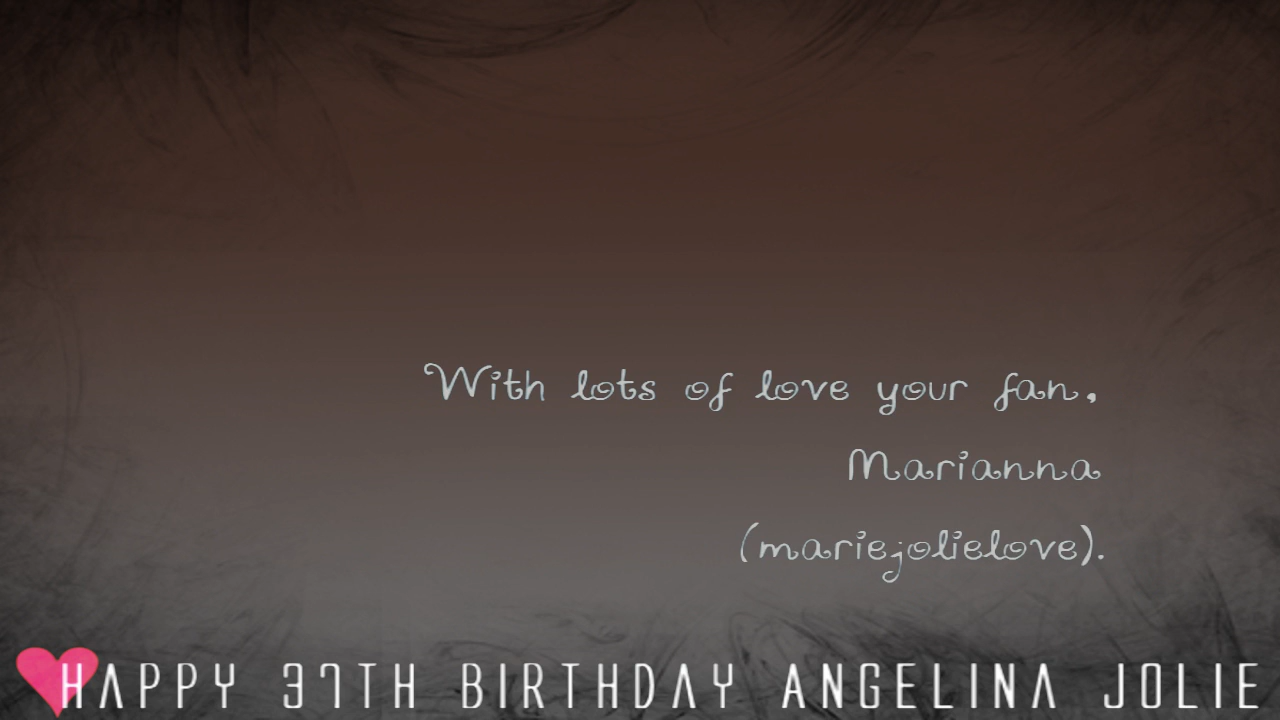 With lots of love your fan,
Marianna
(mariejolielove).
HAPPY 37TH BIRTHDAY ANGELINA JOLIE